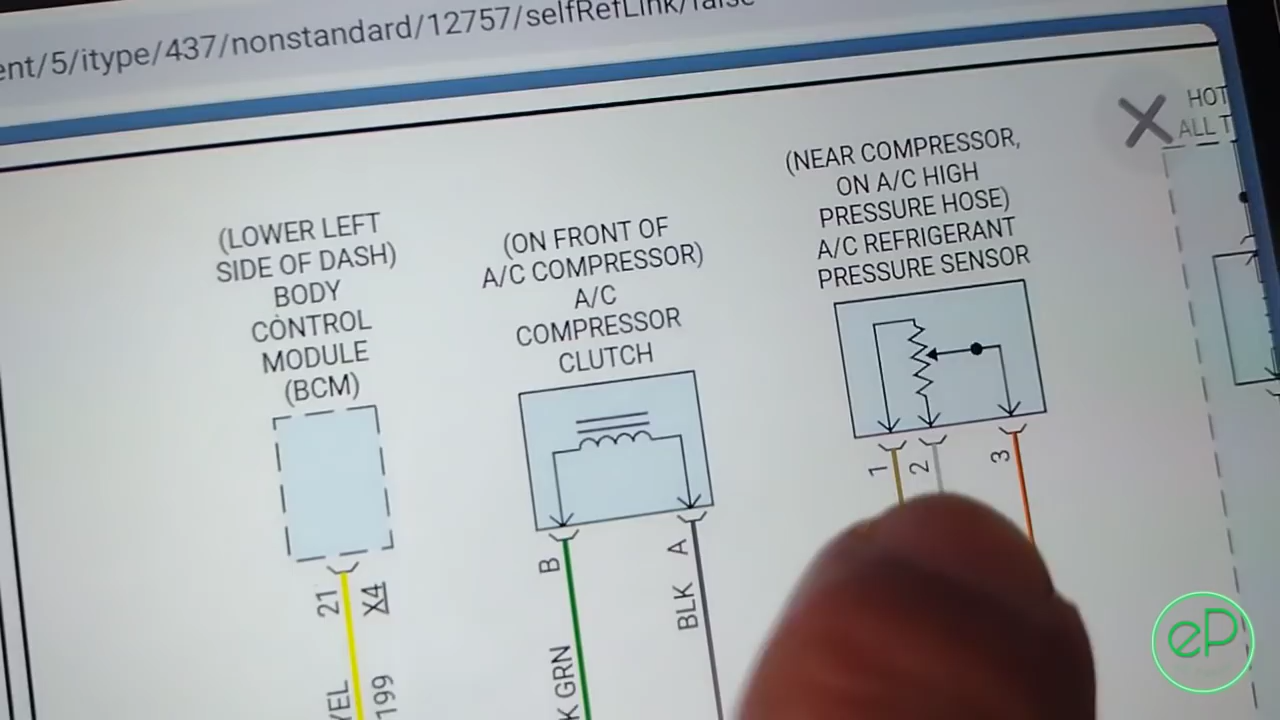 ent/5/itype/437/nonstandard/12757/selfRefLink/false
HOT
ALL T
(NEAR COMPRESSOR,
ON A/C HIGH
PRESSURE HOSE)
A/C REFRIGERANT
PRESSURE SENSOR
(ON FRONT OF
A/C COMPRESSOR)
A/C
COMPRESSOR
CLUTCH
(LOWER LEFT
SIDE OF DASH)
BODY
CONTROL
MODULE
(BCM)
1
2
3
B
A
BLK
21
X4
K GRN
YEL
199
eP